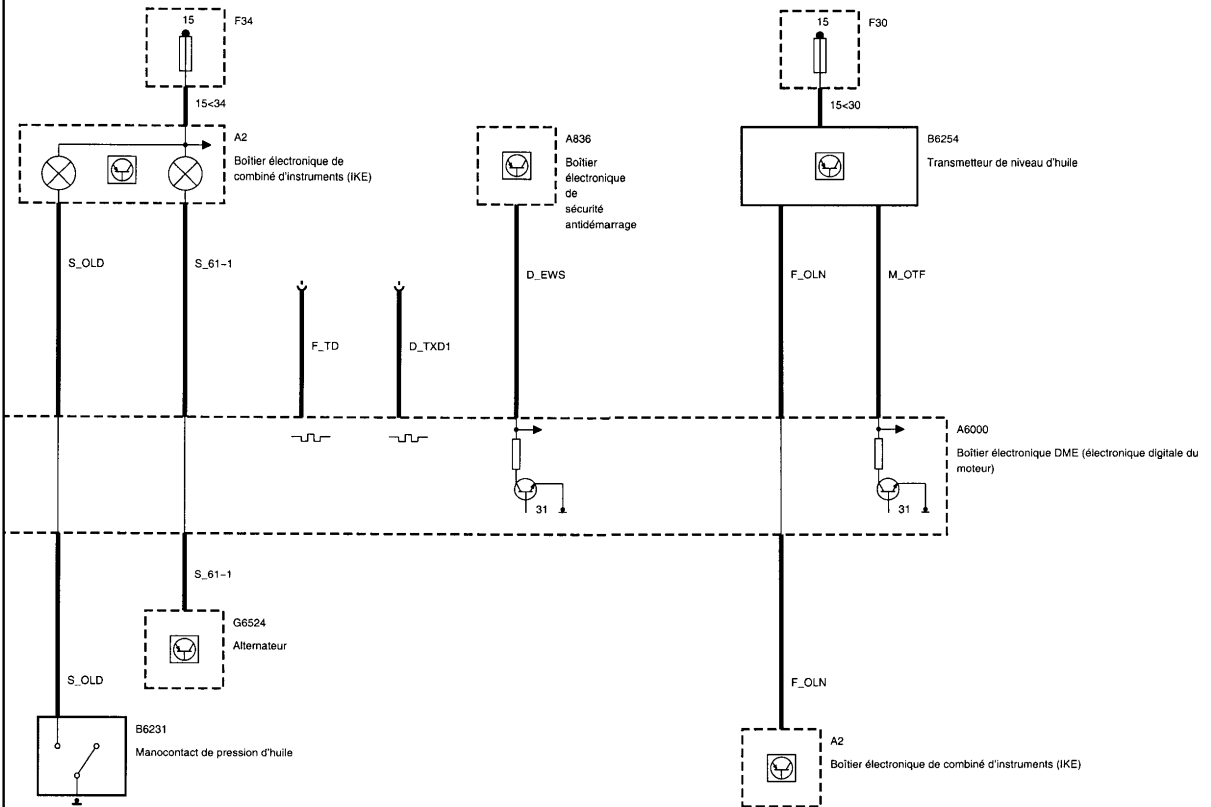 15
F34
15
F30
15<34
15<30
A2
Boîtier électronique de
combiné d'instruments (IKE)
A836
Boîtier
électronique
de
sécurité
antidémarrage
B6254
Transmetteur de niveau d'huile
S_OLD
S_61-1
D_EWS
F_OLN
M_OTF
F_TD
D_TXD1
A6000
Boîtier électronique DME (électronique digitale du
moteur)
31
31
S_61-1
G6524
Alternateur
S_OLD
F_OLN
B6231
Manocontact de pression d'huile
A2
Boîtier électronique de combiné d'instruments (IKE)